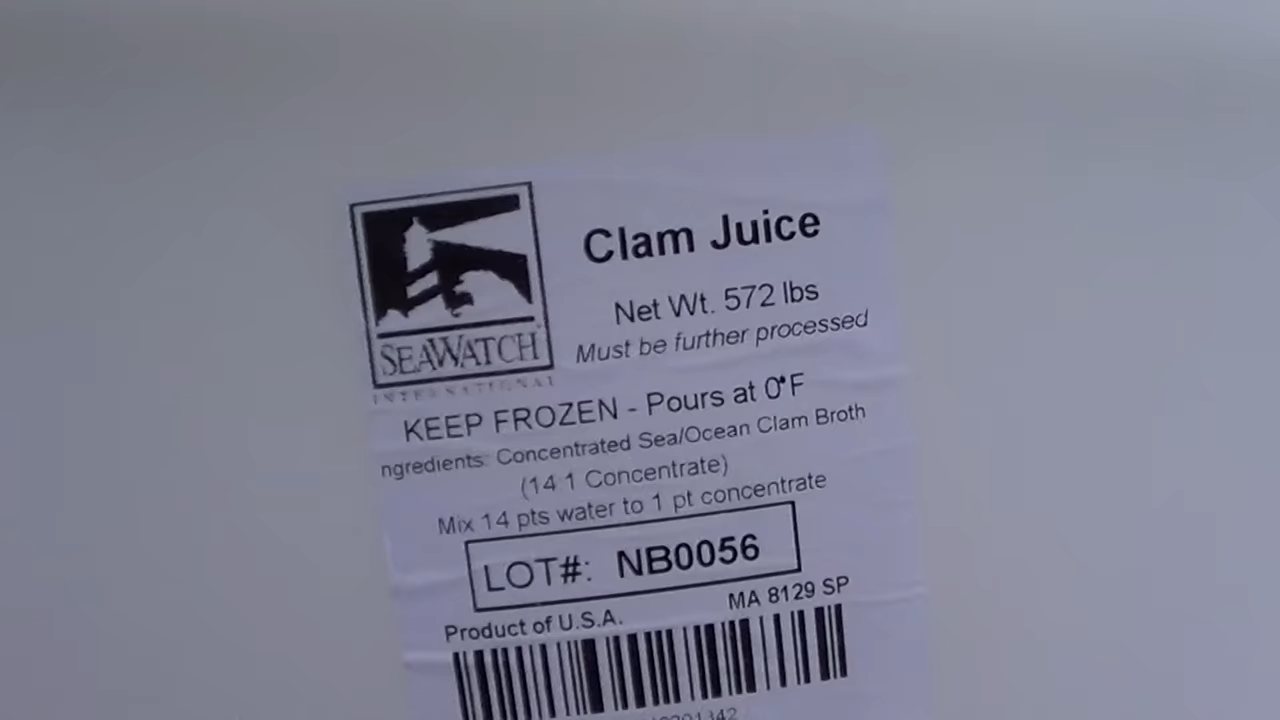 Clam Juice
Net Wt. 572 lbs
Must be further processed
SEAWATCH
INTERNATIONAL
KEEP FROZEN - Pours at 0°F
ngredients: Concentrated Sea/Ocean Clam Broth
(14 1 Concentrate)
Mix 14 pts water to 1 pt concentrate
LOT#: NB0056
Product of U.S.A.
MA 8129 SP